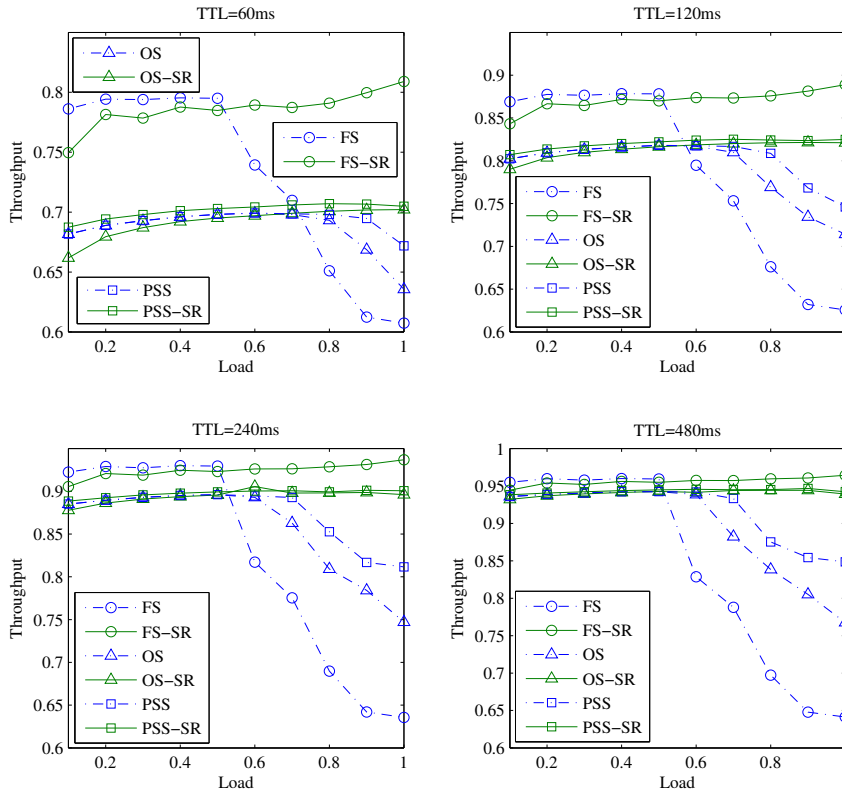 TTL=60ms
Throughput
0.8
0.75
0.7
0.65
0.6
0.2
0.4
0.6
0.8
1
Load
OS
OS−SR
FS
FS−SR
PSS
PSS−SR
TTL=120ms
Throughput
0.9
0.85
0.8
0.75
0.7
0.65
0.6
0.2
0.4
0.6
0.8
Load
FS
FS−SR
OS
OS−SR
PSS
PSS−SR
TTL=240ms
Throughput
0.9
0.85
0.8
0.75
0.7
0.65
0.6
0.2
0.4
0.6
0.8
1
Load
FS
FS−SR
OS
OS−SR
PSS
PSS−SR
TTL=480ms
Throughput
1
0.95
0.9
0.85
0.8
0.75
0.7
0.65
0.6
0.2
0.4
0.6
0.8
Load
FS
FS−SR
OS
OS−SR
PSS
PSS−SR